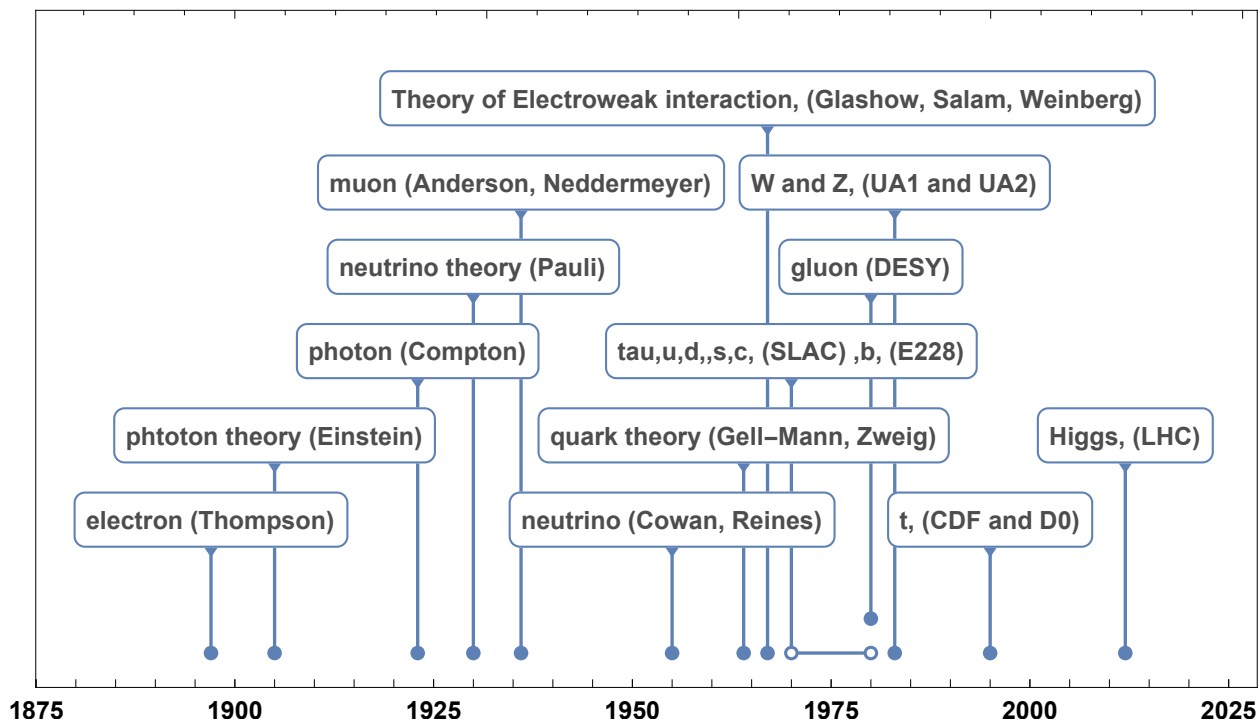 Theory of Electroweak interaction, (Glashow, Salam, Weinberg)
muon (Anderson, Neddermeyer)
W and Z, (UA1 and UA2)
neutrino theory (Pauli)
gluon (DESY)
photon (Compton)
tau,u,d,,s,c, (SLAC) ,b, (E228)
phtoton theory (Einstein)
quark theory (Gell−Mann, Zweig)
Higgs, (LHC)
electron (Thompson)
neutrino (Cowan, Reines)
t, (CDF and D0)
1875 1900 1925 1950 1975 2000 2025